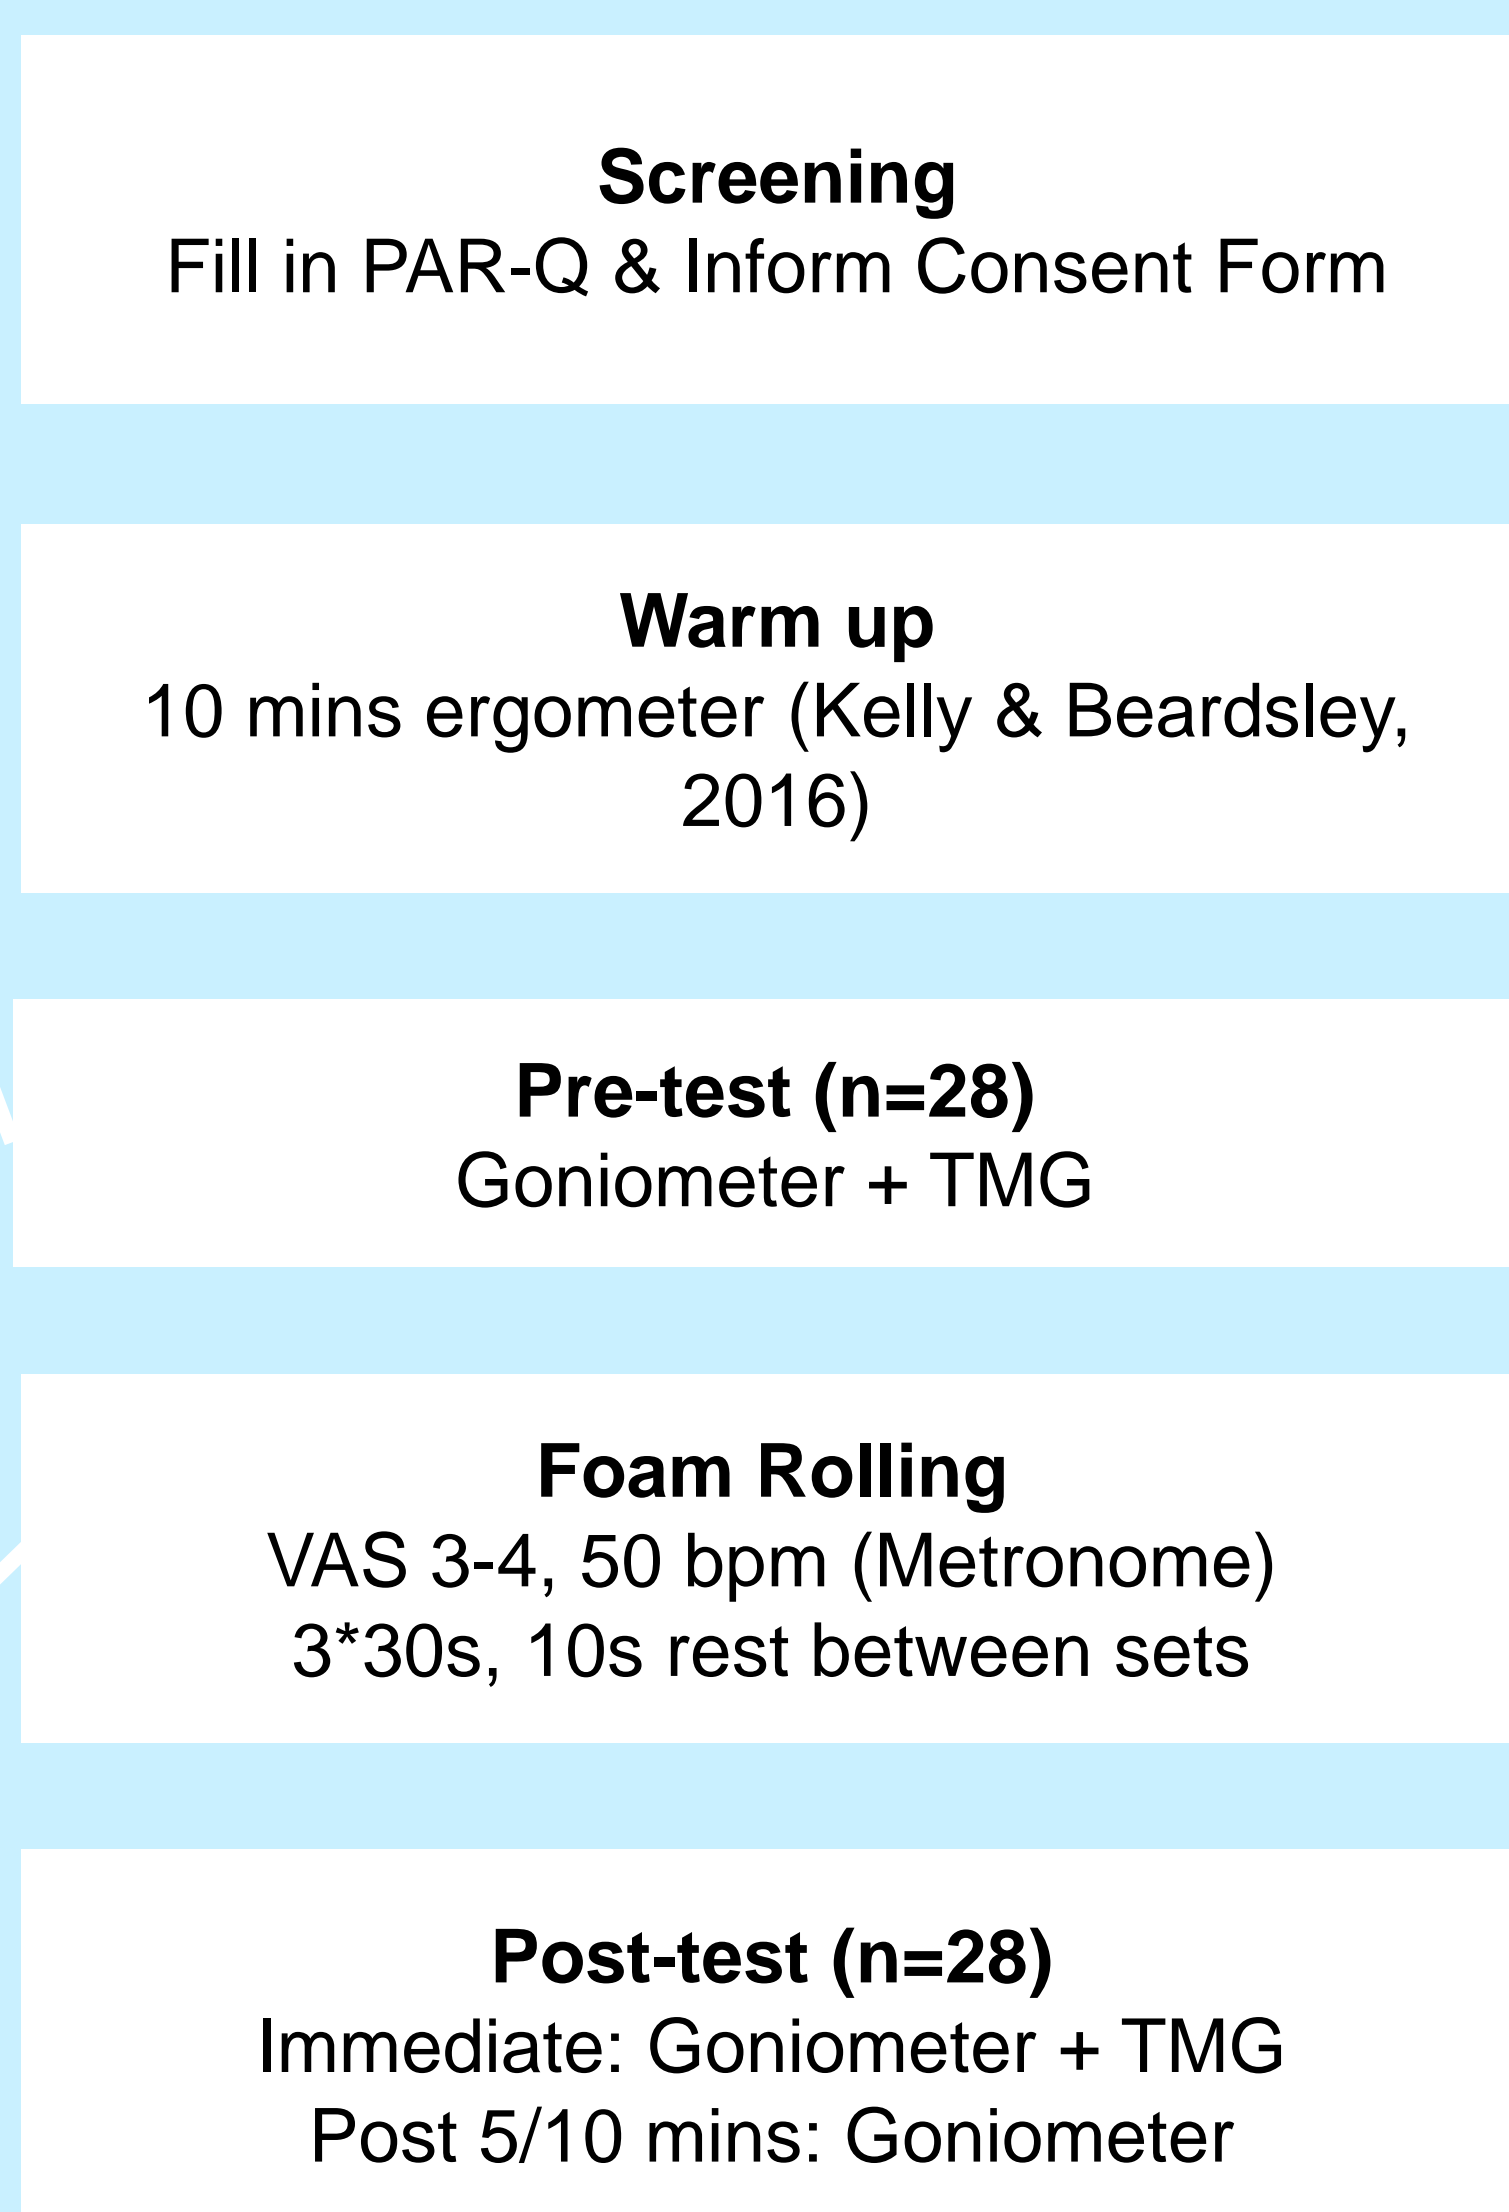 Screening
Fill in PAR-Q & Inform Consent Form
Warm up
10 mins ergometer (Kelly & Beardsley,
2016)
Pre-test (n=28)
Goniometer + TMG
Foam Rolling
VAS 3-4, 50 bpm (Metronome)
3*30s, 10s rest between sets
Post-test (n=28)
Immediate: Goniometer + TMG
Post 5/10 mins: Goniometer